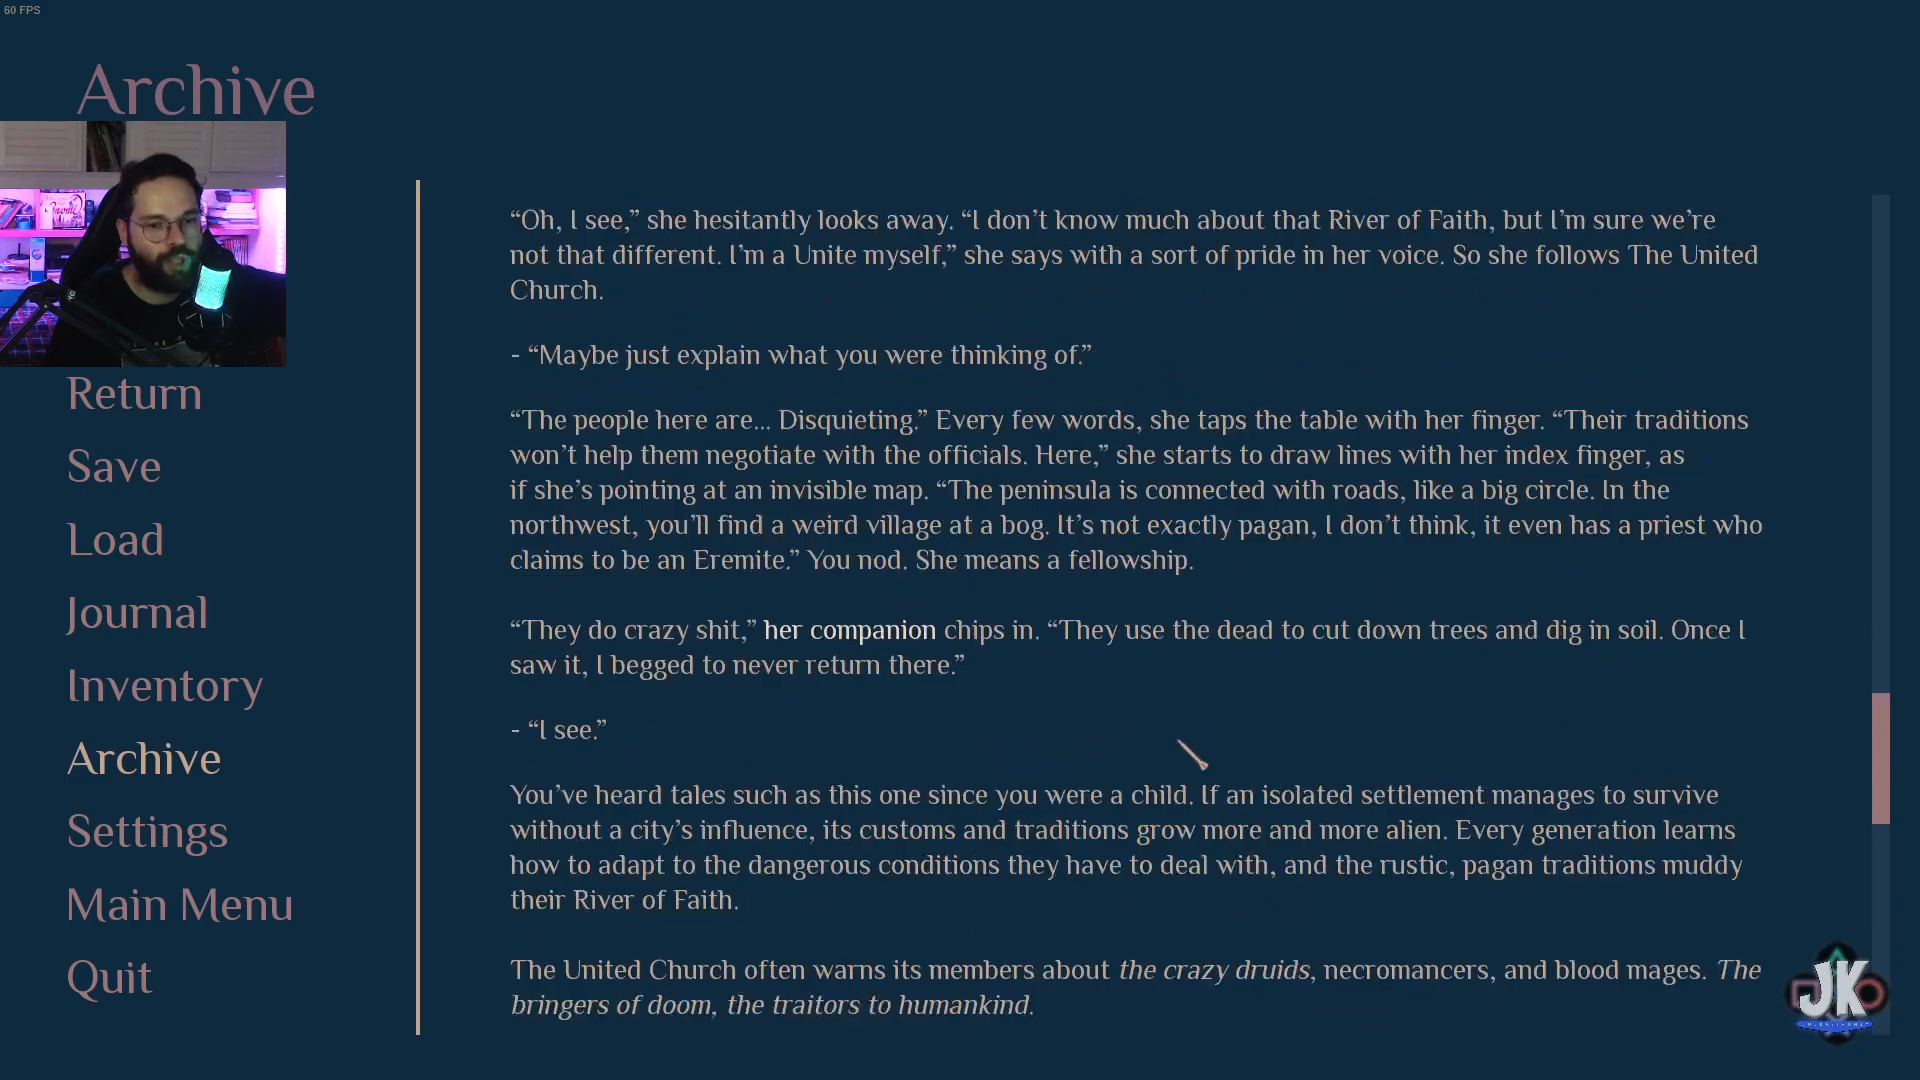 60 FPS
Archive
Return
Save
Load
Journal
Inventory
Archive
Settings
Main Menu
Quit
“Oh, I see,” she hesitantly looks away. “I don’t know much about that River of Faith, but I’m sure we’re
not that different. I’m a Unite myself,” she says with a sort of pride in her voice. So she follows The United
Church.
- “Maybe just explain what you were thinking of.”
“The people here are... Disquieting.” Every few words, she taps the table with her finger. “Their traditions
won’t help them negotiate with the officials. Here,” she starts to draw lines with her index finger, as
if she’s pointing at an invisible map. “The peninsula is connected with roads, like a big circle. In the
northwest, you’ll find a weird village at a bog. It’s not exactly pagan, I don’t think, it even has a priest who
claims to be an Eremite.” You nod. She means a fellowship.
“They do crazy shit,” her companion chips in. “They use the dead to cut down trees and dig in soil. Once I
saw it, I begged to never return there.”
- “I see.”
You’ve heard tales such as this one since you were a child. If an isolated settlement manages to survive
without a city’s influence, its customs and traditions grow more and more alien. Every generation learns
how to adapt to the dangerous conditions they have to deal with, and the rustic, pagan traditions muddy
their River of Faith.
The United Church often warns its members about the crazy druids, necromancers, and blood mages. The
bringers of doom, the traitors to humankind.
JK